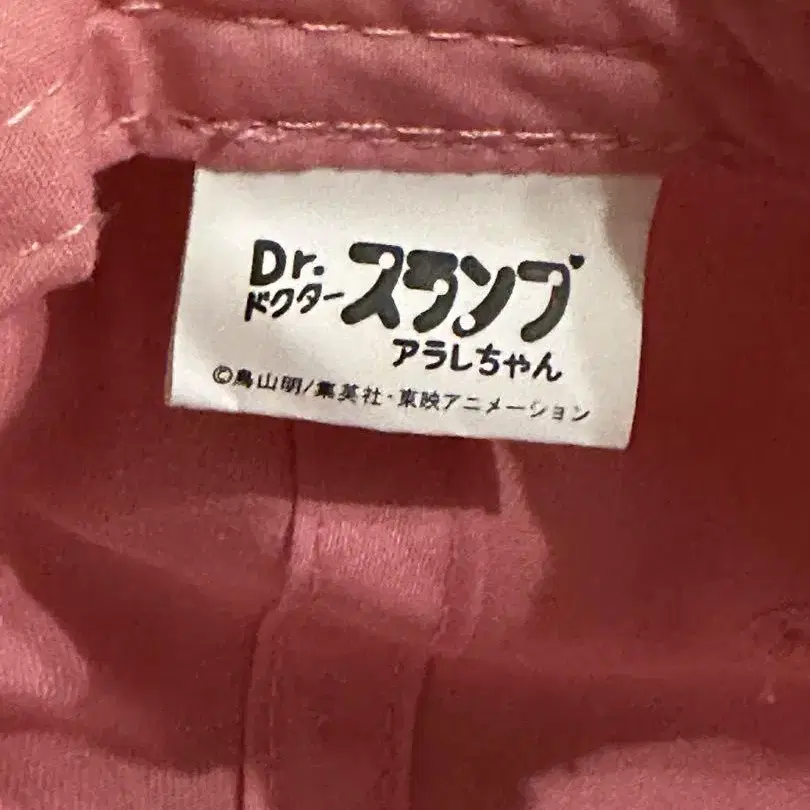 Dr.スランプ
ドクター
アラレちゃん
©鳥山明/集英社・東映アニメーション